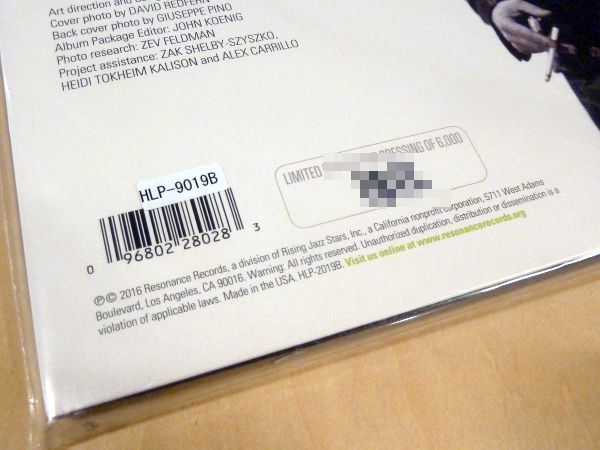 Art direction and
Cover photo by DAVID REDFERN
Back cover photo by GIUSEPPE PINO
Album Package Editor: JOHN KOENIG
Photo research: ZEV FELDMAN
Project assistance: ZAK SHELBY-SZYSZKO,
HEIDI TOKHEIM KALISON and ALEX CARRILLO
LIMITED PRESSING OF 6,000
HLP-9019B
0 96802 28028 3
℗© 2016 Resonance Records, a division of Rising Jazz Stars, Inc., a California nonprofit corporation, 5711 West Adams
Boulevard, Los Angeles, CA 90016. Warning: All rights reserved. Unauthorized duplication, distribution or dissemination is a
violation of applicable laws. Made in the USA. HLP-2019B. Visit us online at www.resonancerecords.org